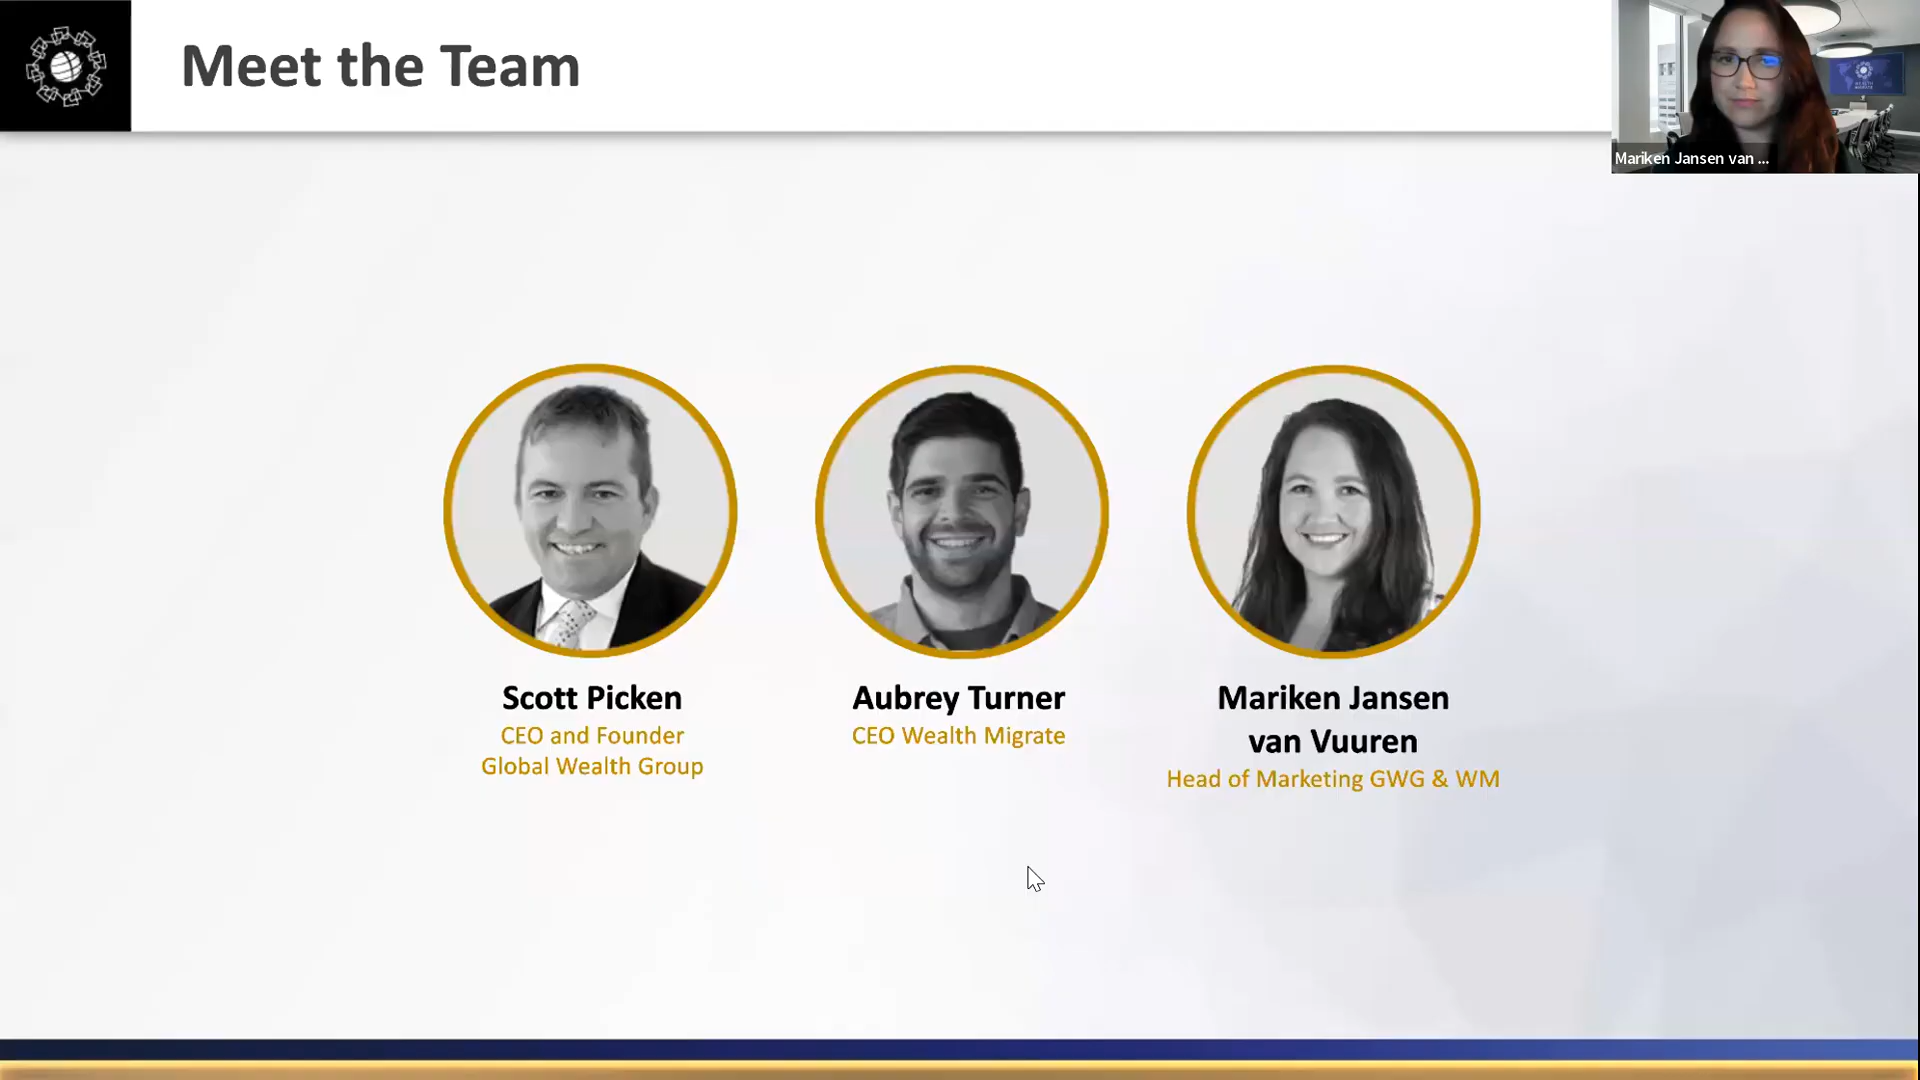 Meet the Team
Mariken Jansen van ...
Scott Picken
CEO and Founder
Global Wealth Group
Aubrey Turner
CEO Wealth Migrate
Mariken Jansen
van Vuuren
Head of Marketing GWG & WM